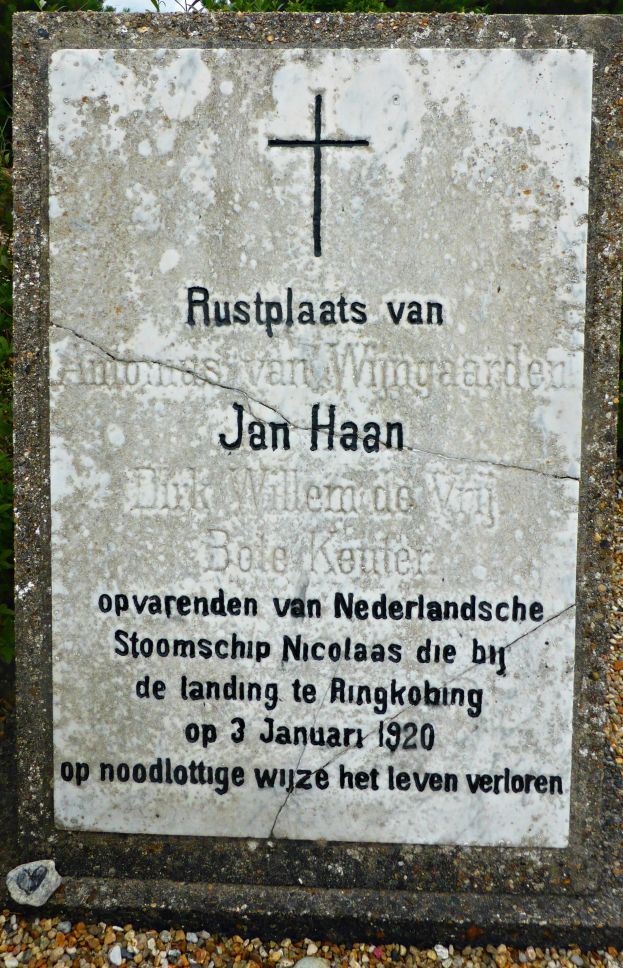 Rustplaats van
Antonius van Wijngaarden
Jan Haan
Dirk Willem de Vrij
Bote Keuter
opvarenden van Nederlandsche
Stoomschip Nicolaas die bij
de landing te Ringkobing
op 3 Januari 1920
op noodlottige wijze het leven verloren